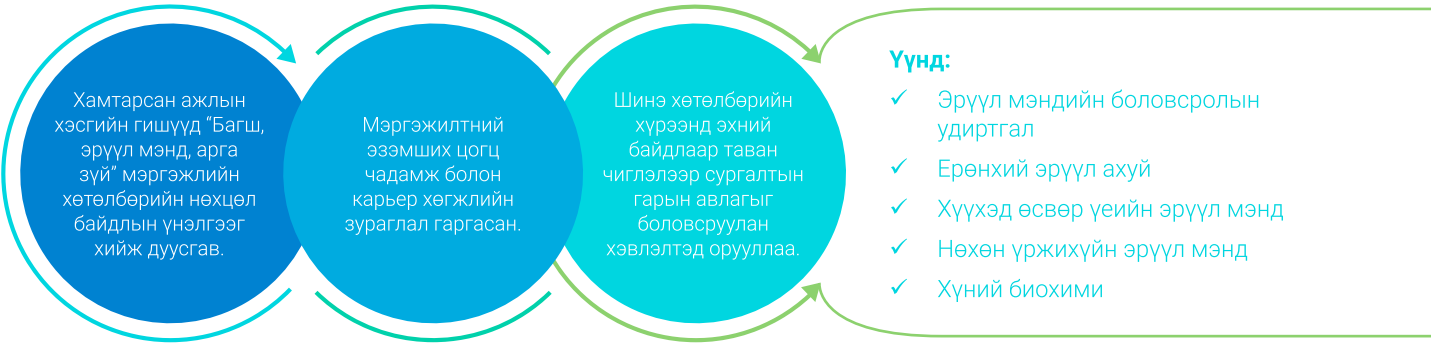 Хамтарсан ажлын
хэсгийн гишүүд “Багш,
эрүүл мэнд, арга
зүй” мэргэжлийн
хөтөлбөрийн нөхцөл
байдлын үнэлгээг
хийж дуусгав.
Мэргэжилтний
эзэмших цогц
чадамж болон
карьер хөгжлийн
зураглал гаргасан.
Шинэ хөтөлбөрийн
хүрээнд эхний
байдлаар таван
чиглэлээр сургалтын
гарын авлагыг
боловсруулан
хэвлэлтэд орууллаа.
Үүнд:
✓ Эрүүл мэндийн боловсролын
удиртгал
✓ Ерөнхий эрүүл ахуй
✓ Хүүхэд өсвөр үеийн эрүүл мэнд
✓ Нөхөн үржихүйн эрүүл мэнд
✓ Хүний биохими